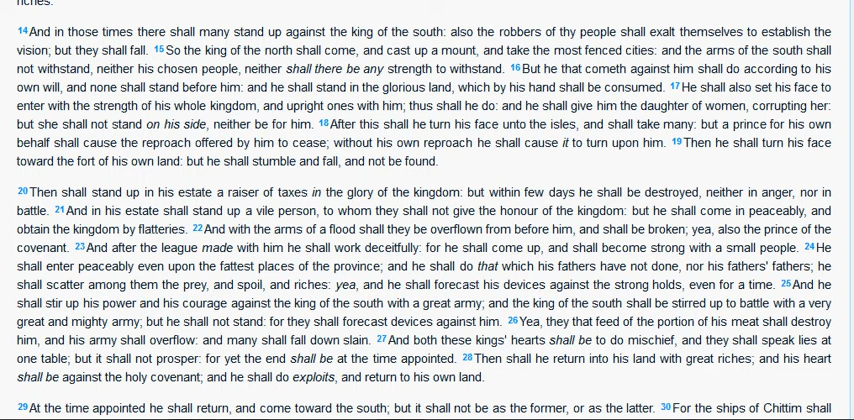 riches.
14And in those times there shall many stand up against the king of the south: also the robbers of thy people shall exalt themselves to establish the
vision; but they shall fall. 15So the king of the north shall come, and cast up a mount, and take the most fenced cities: and the arms of the south shall
not withstand, neither his chosen people, neither shall there be any strength to withstand. 16But he that cometh against him shall do according to his
own will, and none shall stand before him: and he shall stand in the glorious land, which by his hand shall be consumed. 17He shall also set his face to
enter with the strength of his whole kingdom, and upright ones with him; thus shall he do: and he shall give him the daughter of women, corrupting her:
but she shall not stand on his side, neither be for him. 18After this shall he turn his face unto the isles, and shall take many: but a prince for his own
behalf shall cause the reproach offered by him to cease; without his own reproach he shall cause it to turn upon him. 19Then he shall turn his face
toward the fort of his own land: but he shall stumble and fall, and not be found.
20Then shall stand up in his estate a raiser of taxes in the glory of the kingdom: but within few days he shall be destroyed, neither in anger, nor in
battle. 21And in his estate shall stand up a vile person, to whom they shall not give the honour of the kingdom: but he shall come in peaceably, and
obtain the kingdom by flatteries. 22And with the arms of a flood shall they be overflown from before him, and shall be broken; yea, also the prince of the
covenant. 23And after the league made with him he shall work deceitfully: for he shall come up, and shall become strong with a small people. 24He
shall enter peaceably even upon the fattest places of the province; and he shall do that which his fathers have not done, nor his fathers' fathers; he
shall scatter among them the prey, and spoil, and riches: yea, and he shall forecast his devices against the strong holds, even for a time. 25And he
shall stir up his power and his courage against the king of the south with a great army; and the king of the south shall be stirred up to battle with a very
great and mighty army; but he shall not stand: for they shall forecast devices against him. 26Yea, they that feed of the portion of his meat shall destroy
him, and his army shall overflow: and many shall fall down slain. 27And both these kings' hearts shall be to do mischief, and they shall speak lies at
one table; but it shall not prosper: for yet the end shall be at the time appointed. 28Then shall he return into his land with great riches; and his heart
shall be against the holy covenant; and he shall do exploits, and return to his own land.
29At the time appointed he shall return, and come toward the south; but it shall not be as the former, or as the latter. 30For the ships of Chittim shall